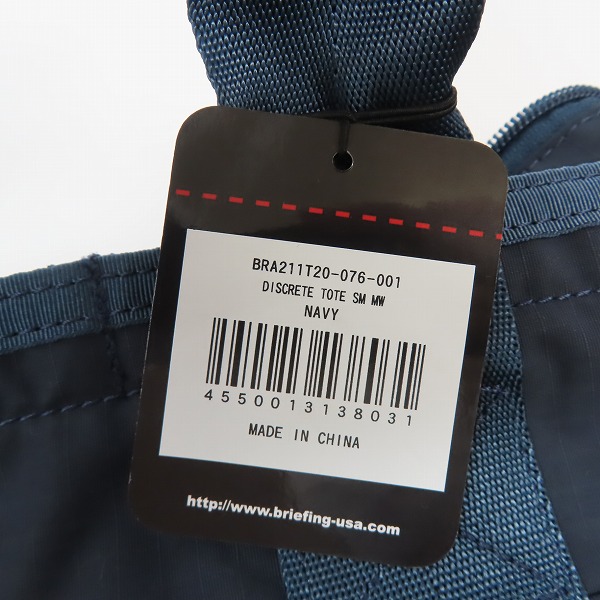 BRA211T20-076-001
DISCRETE TOTE SM MW
NAVY
4550013138031
MADE IN CHINA
http://www.briefing-usa.com